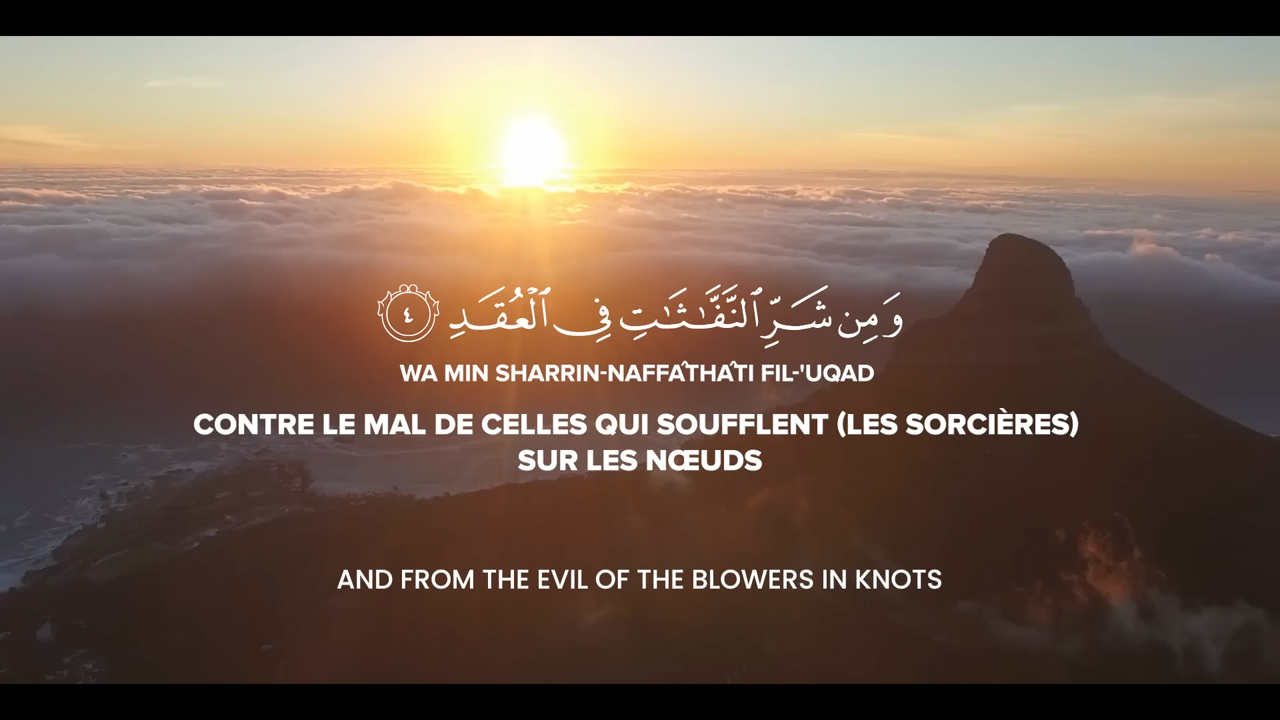 وَمِن شَرِّ ٱلنَّفَّـٰثَـٰتِ فِى ٱلْعُقَدِ ٤
WA MIN SHARRIN-NAFFÂTHÂTI FIL-'UQAD
CONTRE LE MAL DE CELLES QUI SOUFFLENT (LES SORCIÈRES)
SUR LES NŒUDS
AND FROM THE EVIL OF THE BLOWERS IN KNOTS